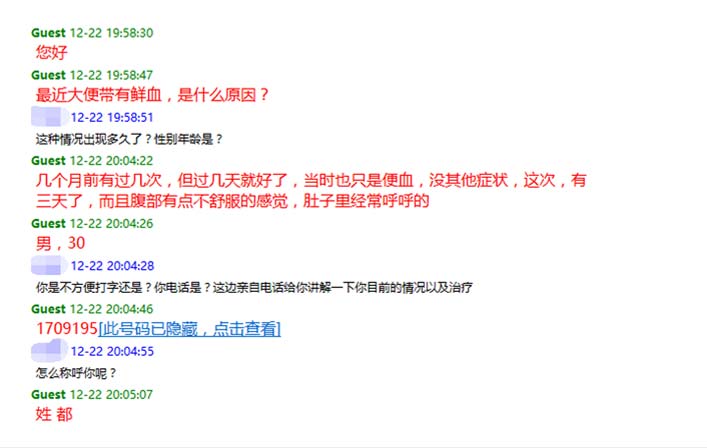 Guest 12-22 19:58:30
您好
Guest 12-22 19:58:47
最近大便带有鲜血，是什么原因？
12-22 19:58:51
这种情况出现多久了？性别年龄是？
Guest 12-22 20:04:22
几个月前有过几次，但过几天就好了，当时也只是便血，没其他症状，这次，有
三天了，而且腹部有点不舒服的感觉，肚子里经常呼呼的
Guest 12-22 20:04:26
男，30
12-22 20:04:28
你是不方便打字还是？你电话是？这边亲自电话给你讲解一下你目前的情况以及治疗
Guest 12-22 20:04:46
1709195[此号码已隐藏，点击查看]
12-22 20:04:55
怎么称呼你呢？
Guest 12-22 20:05:07
姓 都